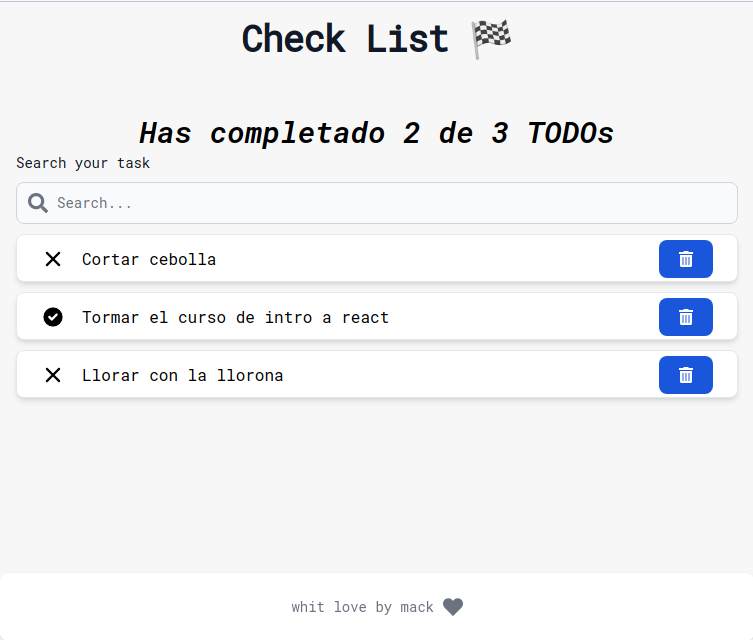 Check List 🏁
Has completado 2 de 3 TODOs
Search your task
Search...
Cortar cebolla
Tormar el curso de intro a react
Llorar con la llorona
whit love by mack